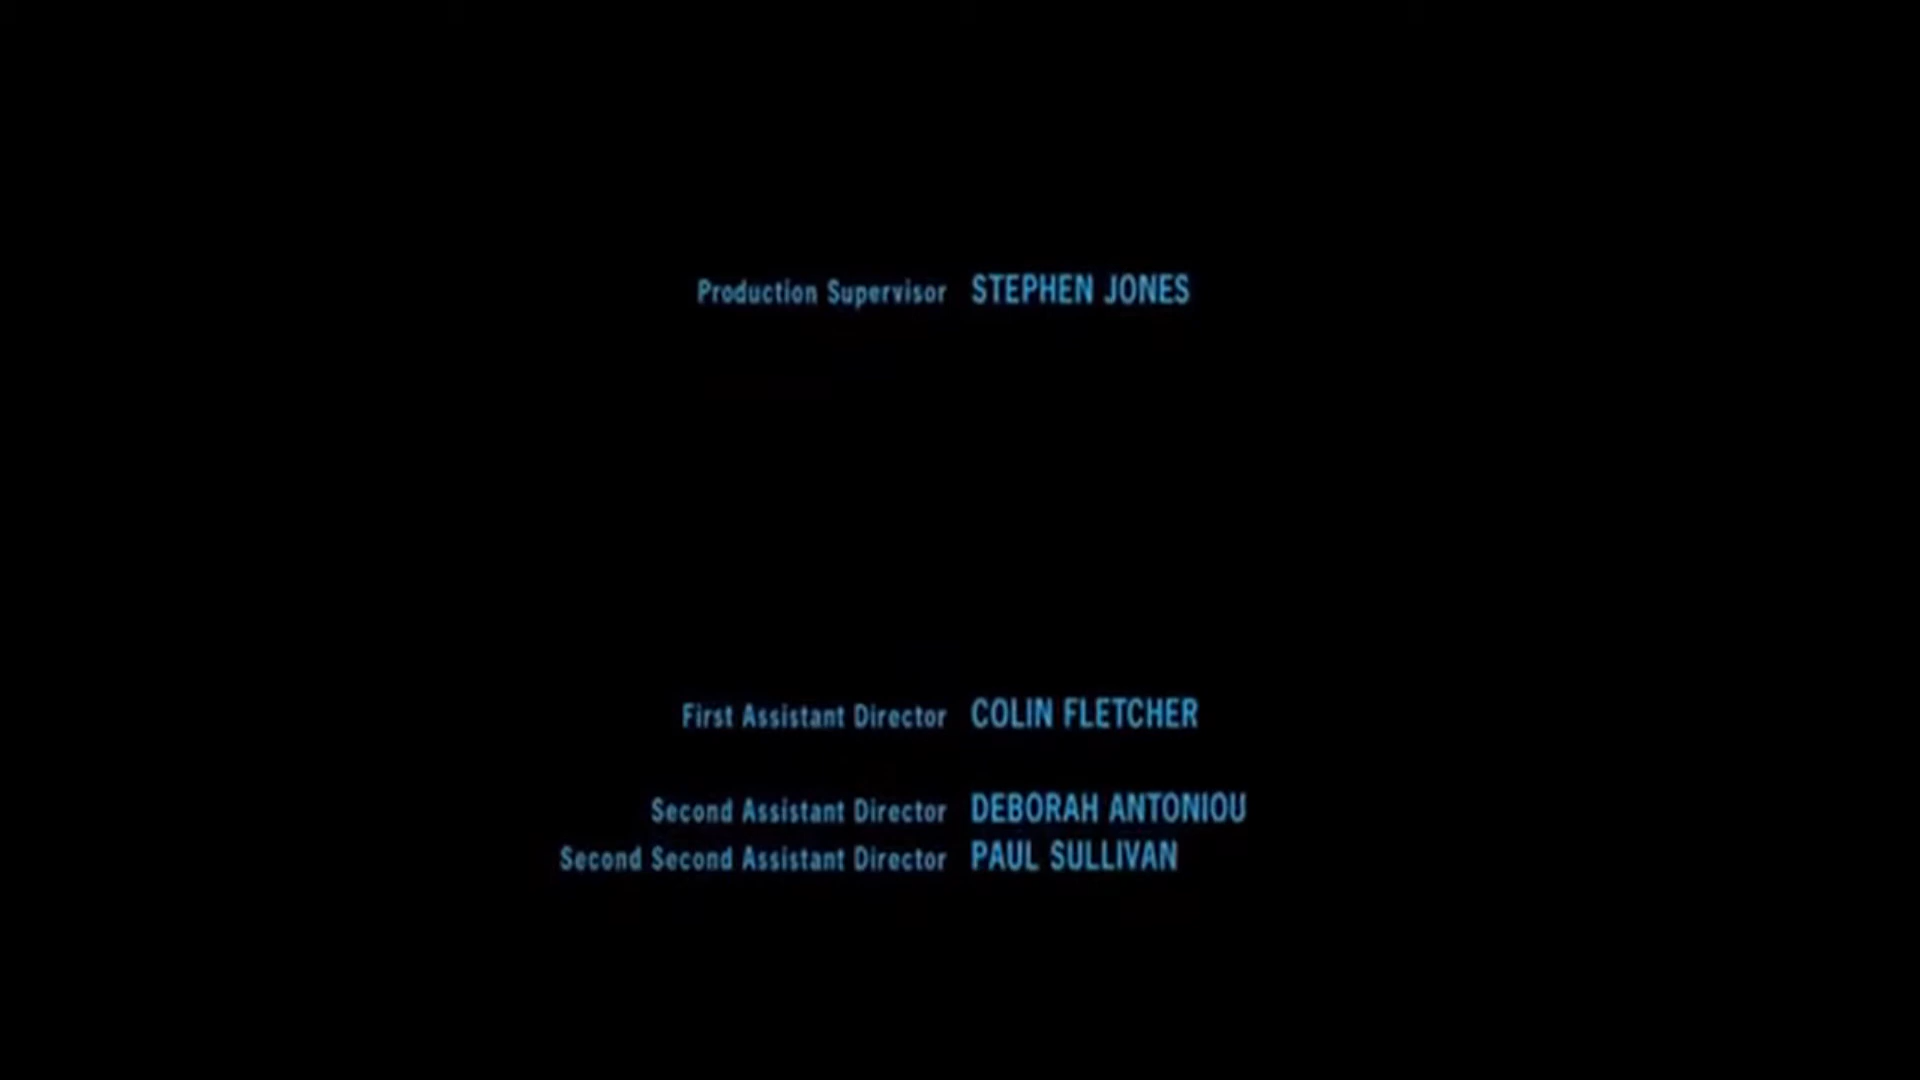 Production Supervisor STEPHEN JONES
First Assistant Director COLIN FLETCHER
Second Assistant Director DEBORAH ANTONIOU
Second Second Assistant Director PAUL SULLIVAN